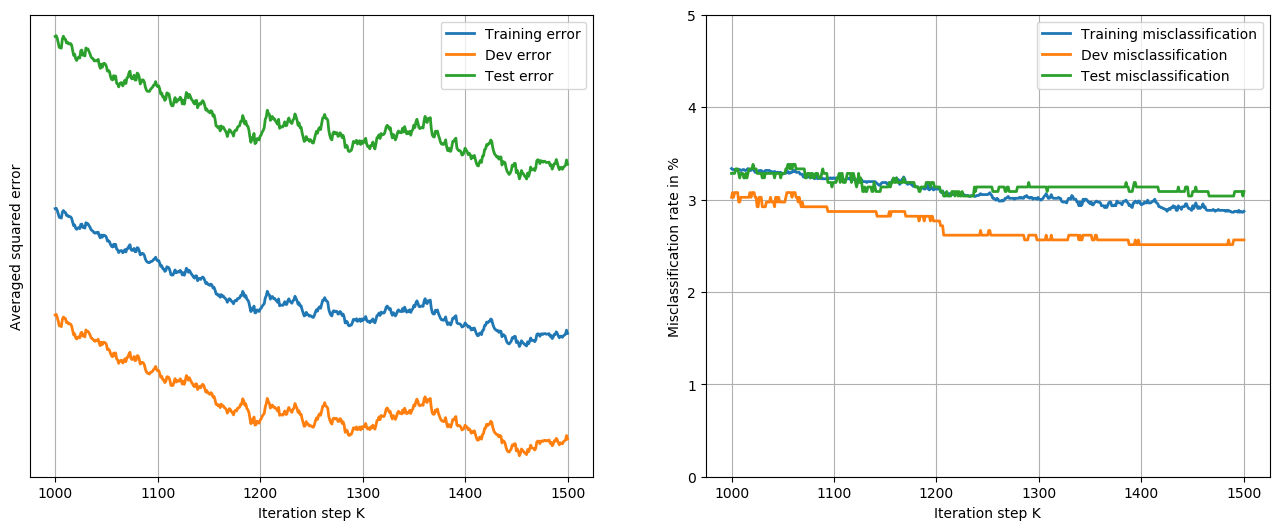 Training error
Dev error
Test error
Averaged squared error
1000 1100 1200 1300 1400 1500
Iteration step K
Training misclassification
Dev misclassification
Test misclassification
Misclassification rate in %
5
4
3
2
1
0
1000 1100 1200 1300 1400 1500
Iteration step K